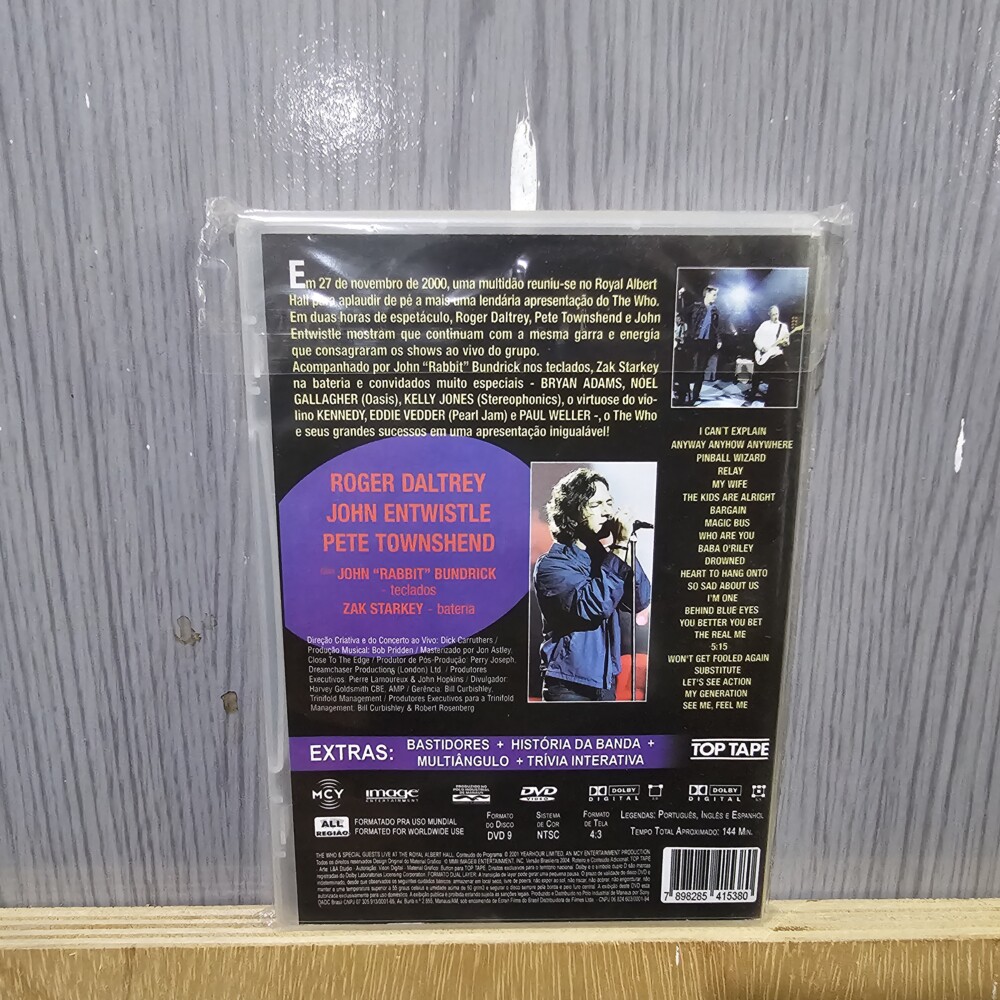 Em 27 de novembro de 2000, uma multidão reuniu-se no Royal Albert
Hall para aplaudir de pé a mais uma lendária apresentação do The Who.
Em duas horas de espetáculo, Roger Daltrey, Pete Townshend e John
Entwistle mostram que continuam com a mesma garra e energia
que consagraram os shows ao vivo do grupo.
Acompanhado por John "Rabbit" Bundrick nos teclados, Zak Starkey
na bateria e convidados muito especiais - BRYAN ADAMS, NOEL
GALLAGHER (Oasis), KELLY JONES (Stereophonics), o virtuose do vio-
lino KENNEDY, EDDIE VEDDER (Pearl Jam) e PAUL WELLER -, o The Who
e seus grandes sucessos em uma apresentação inigualável!
ROGER DALTREY
JOHN ENTWISTLE
PETE TOWNSHEND
JOHN "RABBIT" BUNDRICK
- teclados
ZAK STARKEY - bateria
Direção Criativa e do Concerto ao Vivo: Dick Carruthers /
Produção Musical: Bob Pridden / Masterizado por Jon Astley,
Close To The Edge / Produtor de Pós-Produção: Perry Joseph,
Dreamchaser Productions (London) Ltd. / Produtores
Executivos: Pierre Lamoureux & John Hopkins / Divulgador:
Harvey Goldsmith CBE, AMP / Gerência: Bill Curbishley,
Trinifold Management / Produtores Executivos para a Trinifold
Management: Bill Curbishley & Robert Rosenberg
I CAN'T EXPLAIN
ANYWAY ANYHOW ANYWHERE
PINBALL WIZARD
RELAY
MY WIFE
THE KIDS ARE ALRIGHT
BARGAIN
MAGIC BUS
WHO ARE YOU
BABA O'RILEY
DROWNED
HEART TO HANG ONTO
SO SAD ABOUT US
I'M ONE
BEHIND BLUE EYES
YOU BETTER YOU BET
THE REAL ME
5:15
WON'T GET FOOLED AGAIN
SUBSTITUTE
LET'S SEE ACTION
MY GENERATION
SEE ME, FEEL ME
EXTRAS: BASTIDORES + HISTÓRIA DA BANDA +
MULTIÂNGULO + TRÍVIA INTERATIVA
TOP TAPE
MCY
image
ENTERTAINMENT
DVD
VIDEO
DOLBY
DIGITAL
DOLBY
DIGITAL
ALL
REGIÃO
FORMATADO PRA USO MUNDIAL
FORMATED FOR WORLDWIDE USE
FORMATO
DO DISCO
DVD 9
SISTEMA
DE COR
NTSC
FORMATO
DE TELA
4:3
LEGENDAS: PORTUGUÊS, INGLÊS E ESPANHOL
TEMPO TOTAL APROXIMADO: 144 MIN.
THE WHO & SPECIAL GUESTS LIVE AT THE ROYAL ALBERT HALL.
7 898285 415380